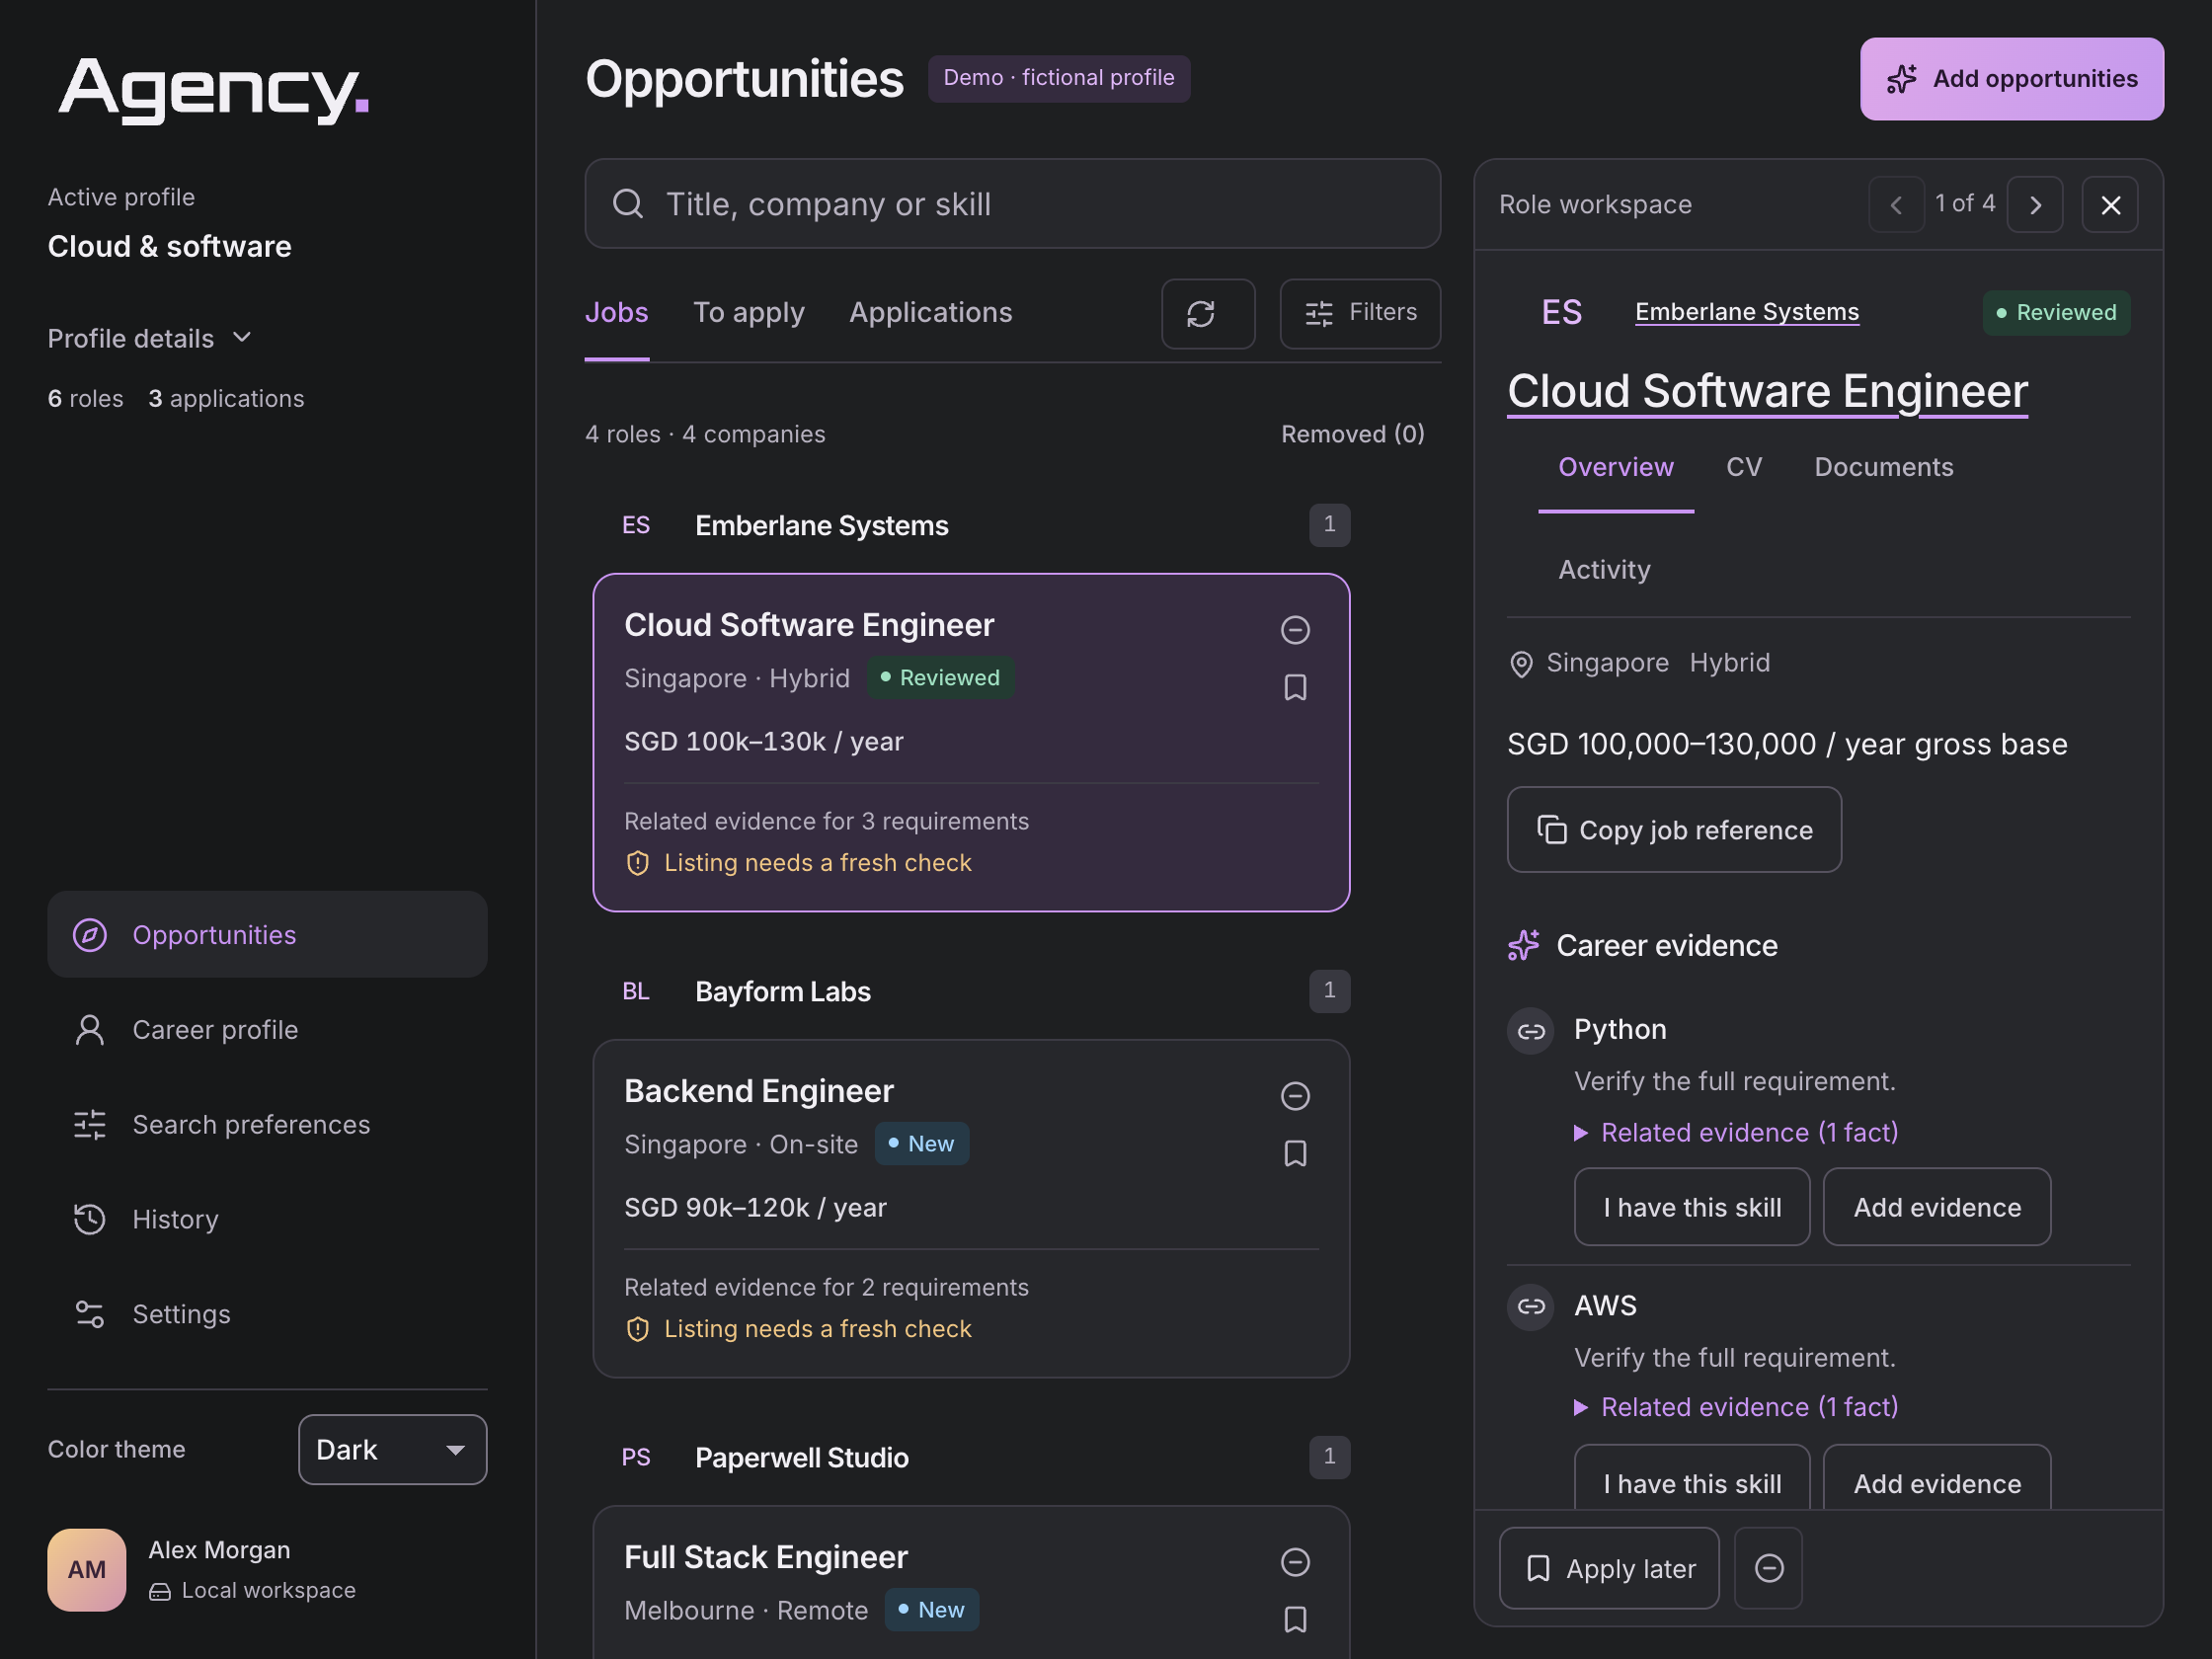 Agency.
Active profile
Cloud & software
Profile details
6 roles 3 applications
Opportunities
Career profile
Search preferences
History
Settings
Color theme
Dark
AM
Alex Morgan
Local workspace
Opportunities
Demo · fictional profile
Add opportunities
Title, company or skill
Jobs
To apply
Applications
Filters
4 roles · 4 companies
Removed (0)
ES
Emberlane Systems
1
Cloud Software Engineer
Singapore · Hybrid
Reviewed
SGD 100k–130k / year
Related evidence for 3 requirements
Listing needs a fresh check
BL
Bayform Labs
1
Backend Engineer
Singapore · On-site
New
SGD 90k–120k / year
Related evidence for 2 requirements
Listing needs a fresh check
PS
Paperwell Studio
1
Full Stack Engineer
Melbourne · Remote
New
Role workspace
1 of 4
ES
Emberlane Systems
Reviewed
Cloud Software Engineer
Overview
CV
Documents
Activity
Singapore Hybrid
SGD 100,000–130,000 / year gross base
Copy job reference
Career evidence
Python
Verify the full requirement.
Related evidence (1 fact)
I have this skill
Add evidence
AWS
Verify the full requirement.
Related evidence (1 fact)
I have this skill
Add evidence
Apply later